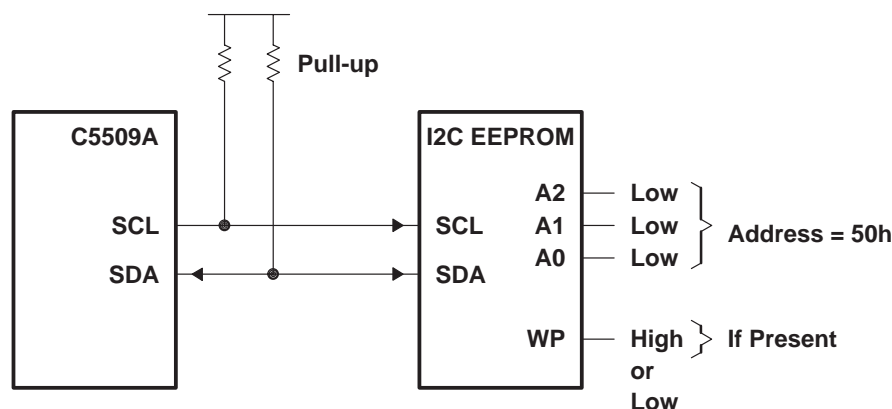 Pull-up
C5509A
I2C EEPROM
A2 Low
SCL SCL A1 Low
Address = 50h
SDA SDA A0 Low
WP High If Present
or
Low